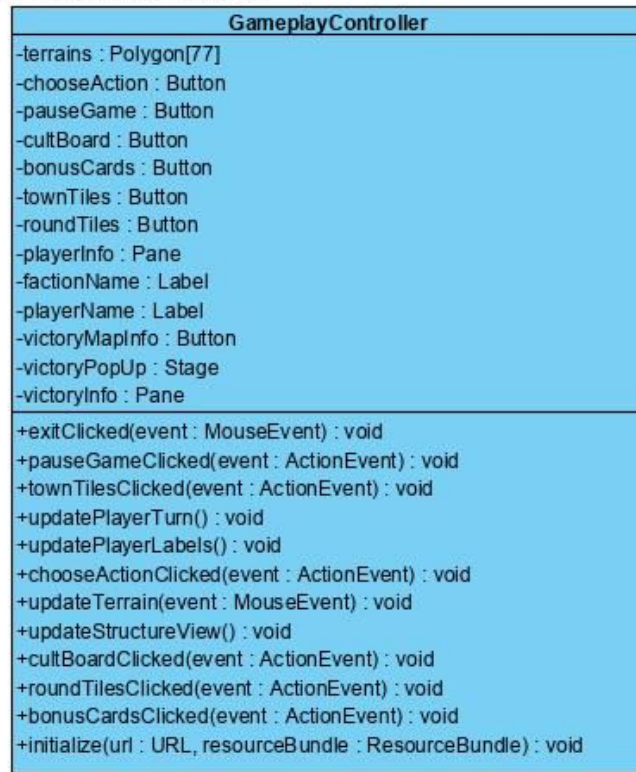 GameplayController
-terrains : Polygon[77]
-chooseAction : Button
-pauseGame : Button
-cultBoard : Button
-bonusCards : Button
-townTiles : Button
-roundTiles : Button
-playerInfo : Pane
-factionName : Label
-playerName : Label
-victoryMapInfo : Button
-victoryPopUp : Stage
-victoryInfo : Pane
+exitClicked(event : MouseEvent) : void
+pauseGameClicked(event : ActionEvent) : void
+townTilesClicked(event : ActionEvent) : void
+updatePlayerTurn() : void
+updatePlayerLabels() : void
+chooseActionClicked(event : ActionEvent) : void
+updateTerrain(event : MouseEvent) : void
+updateStructureView() : void
+cultBoardClicked(event : ActionEvent) : void
+roundTilesClicked(event : ActionEvent) : void
+bonusCardsClicked(event : ActionEvent) : void
+initialize(url : URL, resourceBundle : ResourceBundle) : void